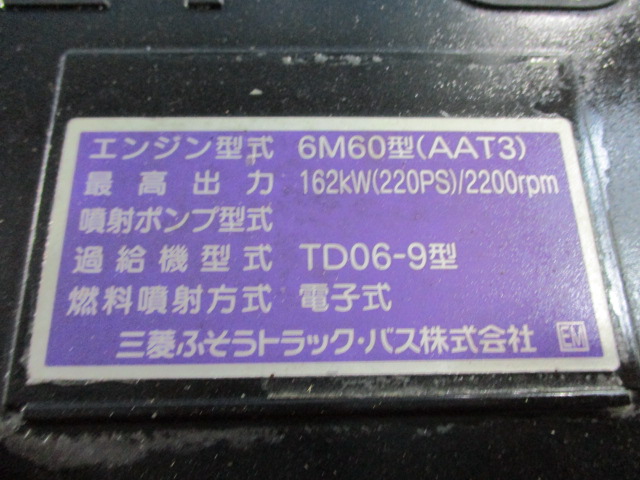 エンジン型式 6M60型(AAT3)
最高出力 162kW(220PS)/2200rpm
噴射ポンプ型式
過給機型式 TD06-9型
燃料噴射方式 電子式
三菱ふそうトラック・バス株式会社 EM